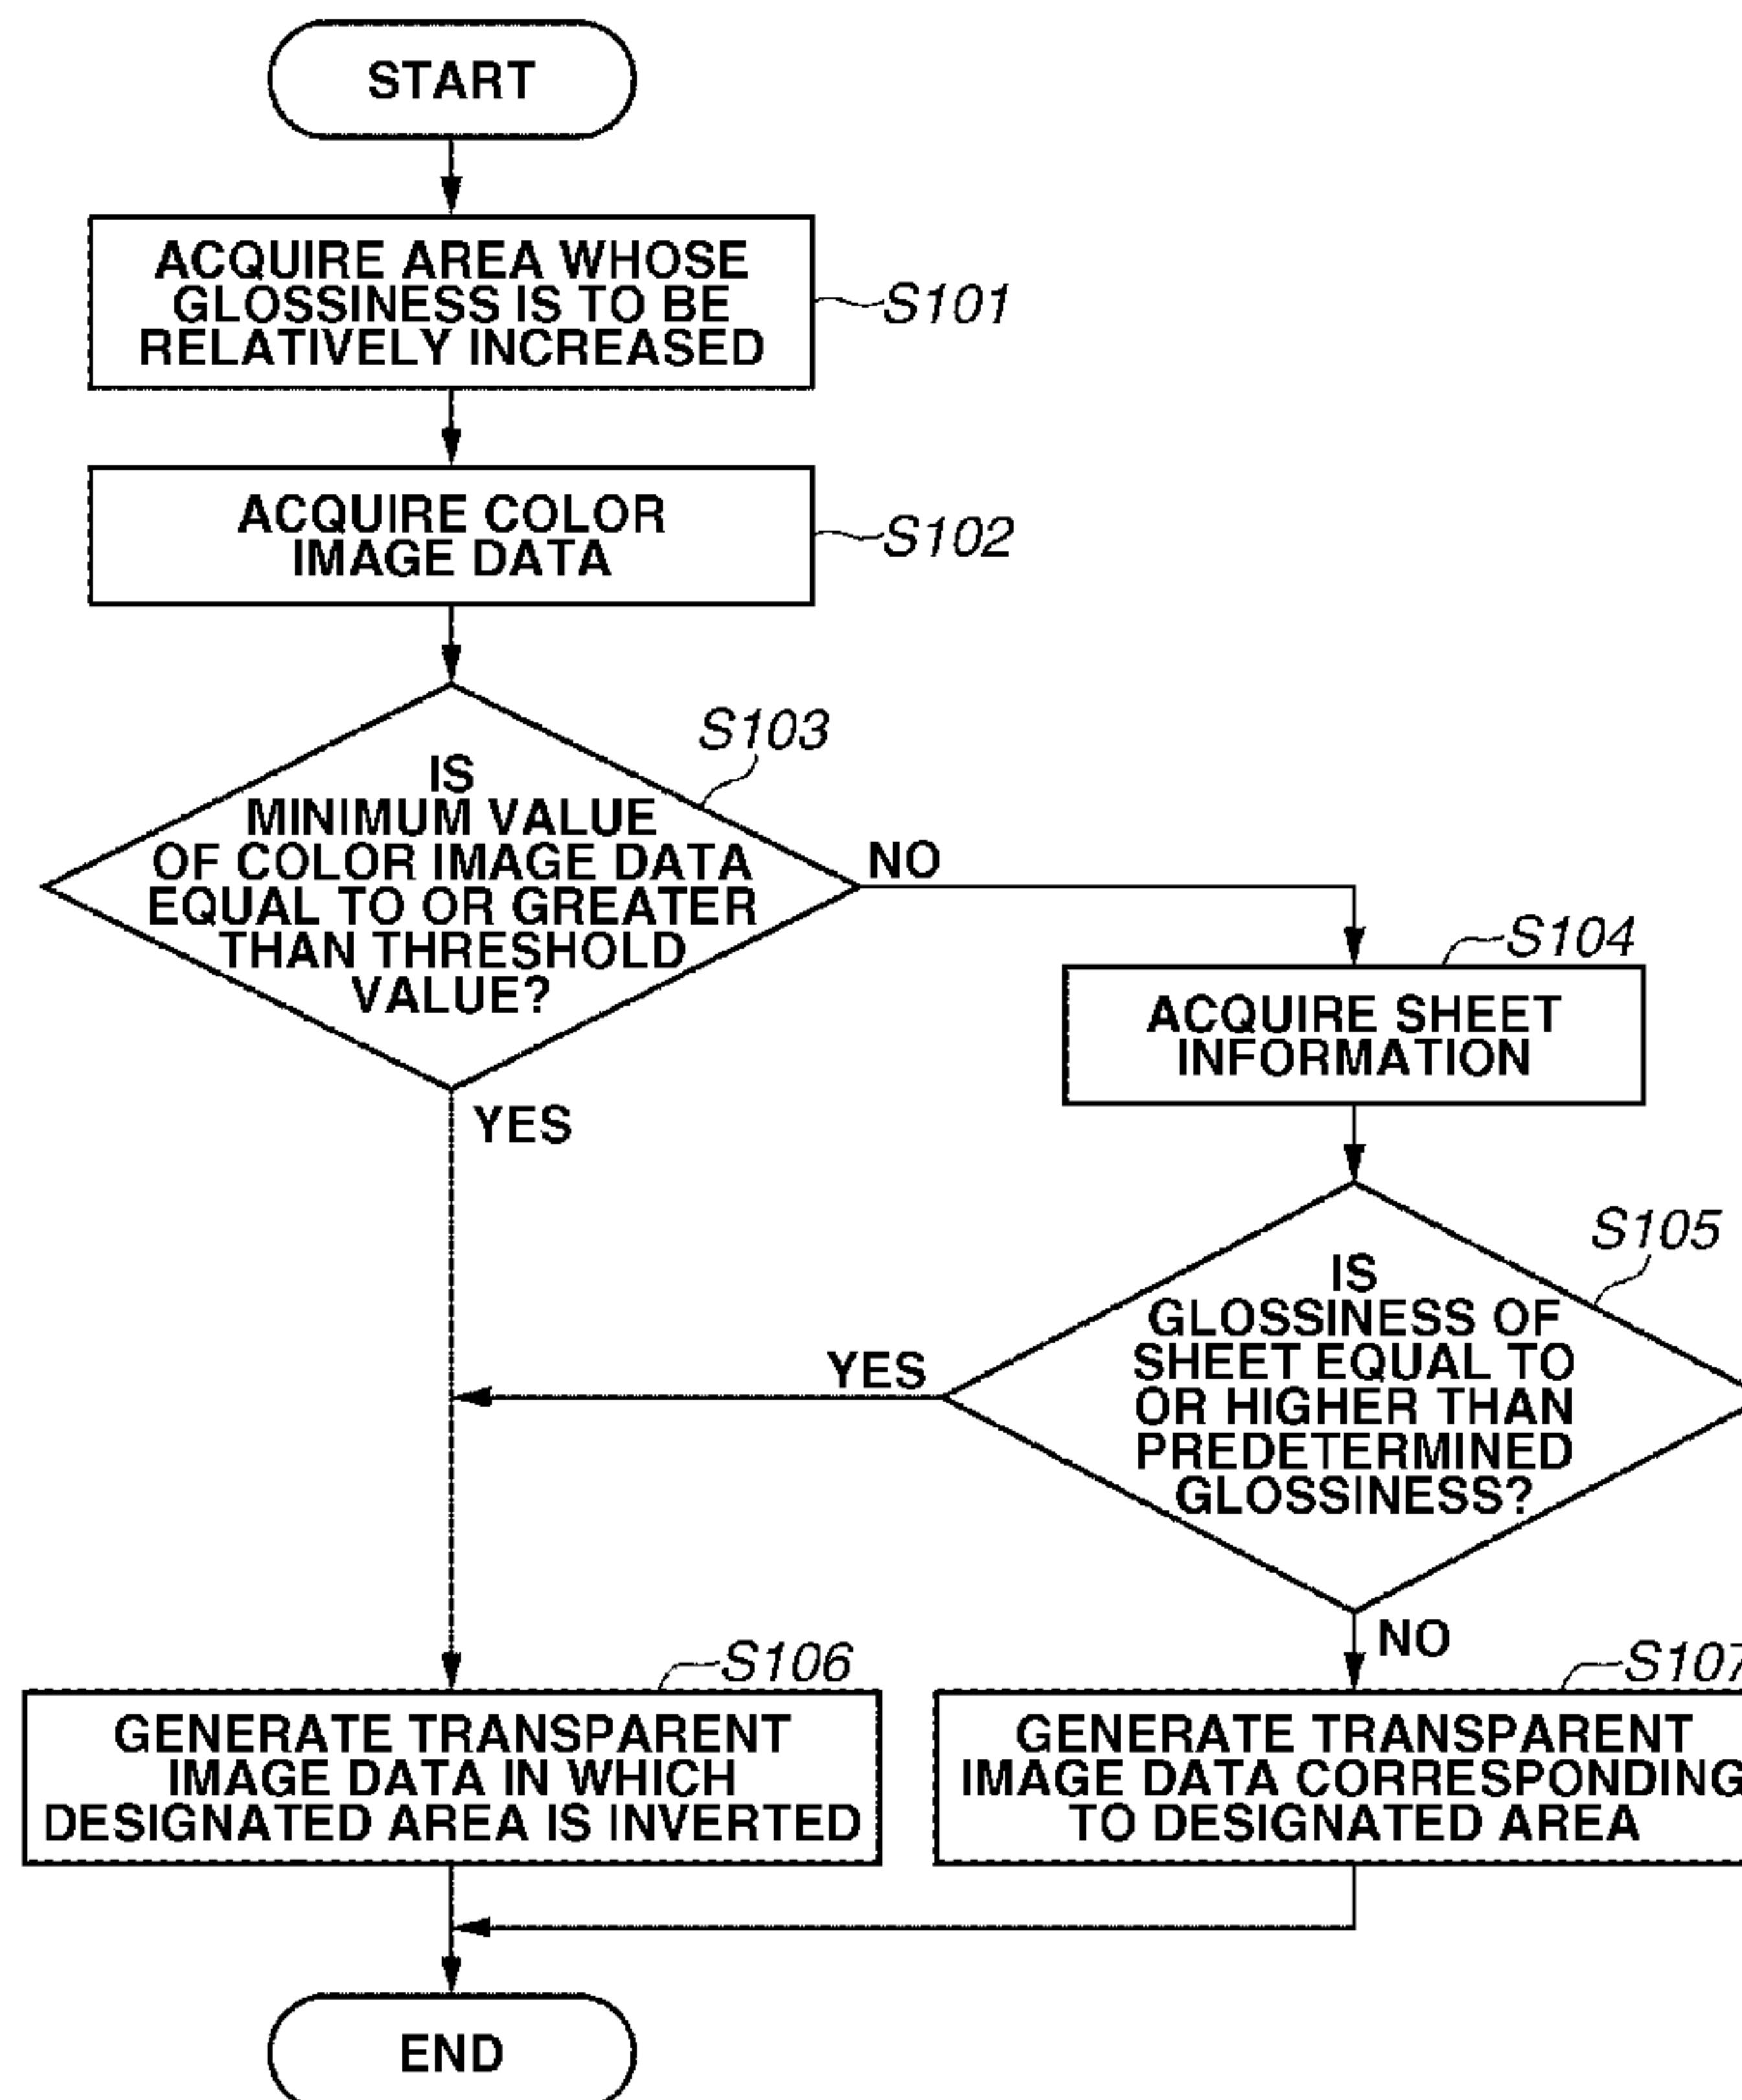 START
ACQUIRE AREA WHOSE
GLOSSINESS IS TO BE
RELATIVELY INCREASED
S101
ACQUIRE COLOR
IMAGE DATA
S102
S103
IS
MINIMUM VALUE
OF COLOR IMAGE DATA
EQUAL TO OR GREATER
THAN THRESHOLD
VALUE?
NO
YES
S104
ACQUIRE SHEET
INFORMATION
S105
IS
GLOSSINESS OF
SHEET EQUAL TO
OR HIGHER THAN
PREDETERMINED
GLOSSINESS?
YES
NO
S106
GENERATE TRANSPARENT
IMAGE DATA IN WHICH
DESIGNATED AREA IS INVERTED
S107
GENERATE TRANSPARENT
IMAGE DATA CORRESPONDING
TO DESIGNATED AREA
END